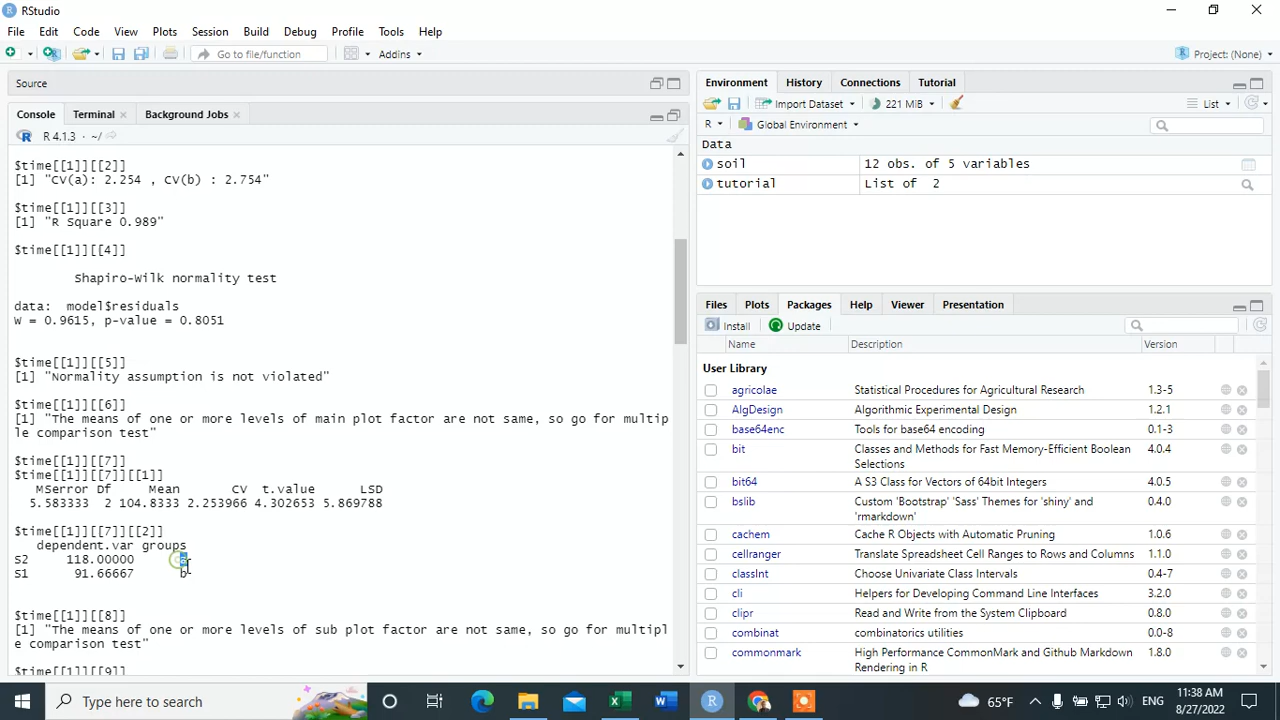 RStudio
File Edit Code View Plots Session Build Debug Profile Tools Help
Go to file/function Addins Project: (None)
Source
Console Terminal Background Jobs
R 4.1.3 · ~/
$time[[1]][[2]]
[1] "CV(a): 2.254 , CV(b) : 2.754"
$time[[1]][[3]]
[1] "R Square 0.989"
$time[[1]][[4]]
Shapiro-Wilk normality test
data: model$residuals
W = 0.9615, p-value = 0.8051
$time[[1]][[5]]
[1] "Normality assumption is not violated"
$time[[1]][[6]]
[1] "The means of one or more levels of main plot factor are not same, so go for multip
le comparison test"
$time[[1]][[7]]
$time[[1]][[7]][[1]]
MSerror Df Mean CV t.value LSD
5.583333 2 104.8333 2.253966 4.302653 5.869788
$time[[1]][[7]][[2]]
dependent.var groups
S2 118.00000
S1 91.66667 b
$time[[1]][[8]]
[1] "The means of one or more levels of sub plot factor are not same, so go for multipl
e comparison test"
$time[[1]][[9]]
Environment History Connections Tutorial
Import Dataset 221 MiB List
R Global Environment
Data
soil 12 obs. of 5 variables
tutorial List of 2
Files Plots Packages Help Viewer Presentation
Install Update
Name Description Version
User Library
agricolae Statistical Procedures for Agricultural Research 1.3-5
AlgDesign Algorithmic Experimental Design 1.2.1
base64enc Tools for base64 encoding 0.1-3
bit Classes and Methods for Fast Memory-Efficient Boolean 4.0.4
Selections
bit64 A S3 Class for Vectors of 64bit Integers 4.0.5
bslib Custom 'Bootstrap' 'Sass' Themes for 'shiny' and 0.4.0
'rmarkdown'
cachem Cache R Objects with Automatic Pruning 1.0.6
cellranger Translate Spreadsheet Cell Ranges to Rows and Columns 1.1.0
classInt Choose Univariate Class Intervals 0.4-7
cli Helpers for Developing Command Line Interfaces 3.2.0
clipr Read and Write from the System Clipboard 0.8.0
combinat combinatorics utilities 0.0-8
commonmark High Performance CommonMark and Github Markdown 1.8.0
Rendering in R
Type here to search 65°F ENG 11:38 AM
8/27/2022